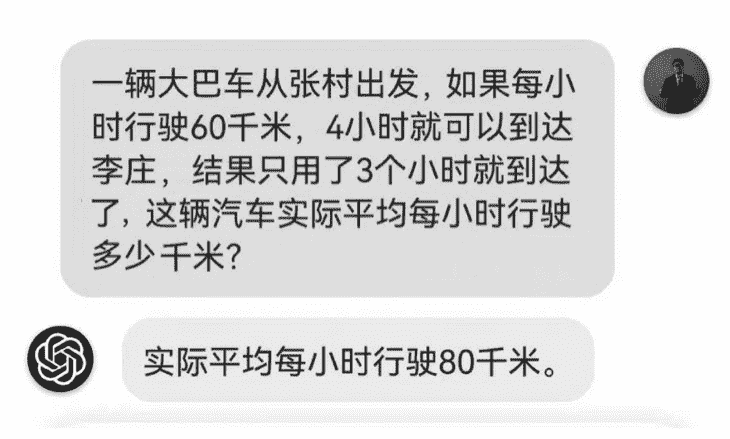 一辆大巴车从张村出发，如果每小
时行驶60千米，4小时就可以到达
李庄，结果只用了3个小时就到达
了，这辆汽车实际平均每小时行驶
多少千米？
实际平均每小时行驶80千米。